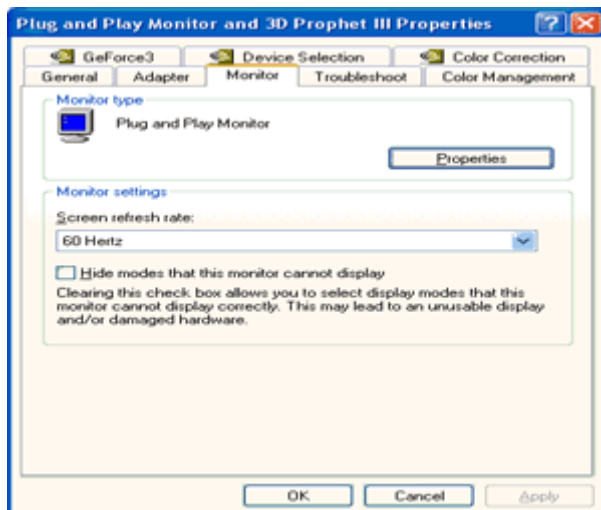 Plug and Play Monitor and 3D Prophet III Properties
GeForce3 Device Selection Color Correction
General Adapter Monitor Troubleshoot Color Management
Monitor type
Plug and Play Monitor
Properties
Monitor settings
Screen refresh rate:
60 Hertz
Hide modes that this monitor cannot display
Clearing this check box allows you to select display modes that this
monitor cannot display correctly. This may lead to an unusable display
and/or damaged hardware.
OK Cancel Apply